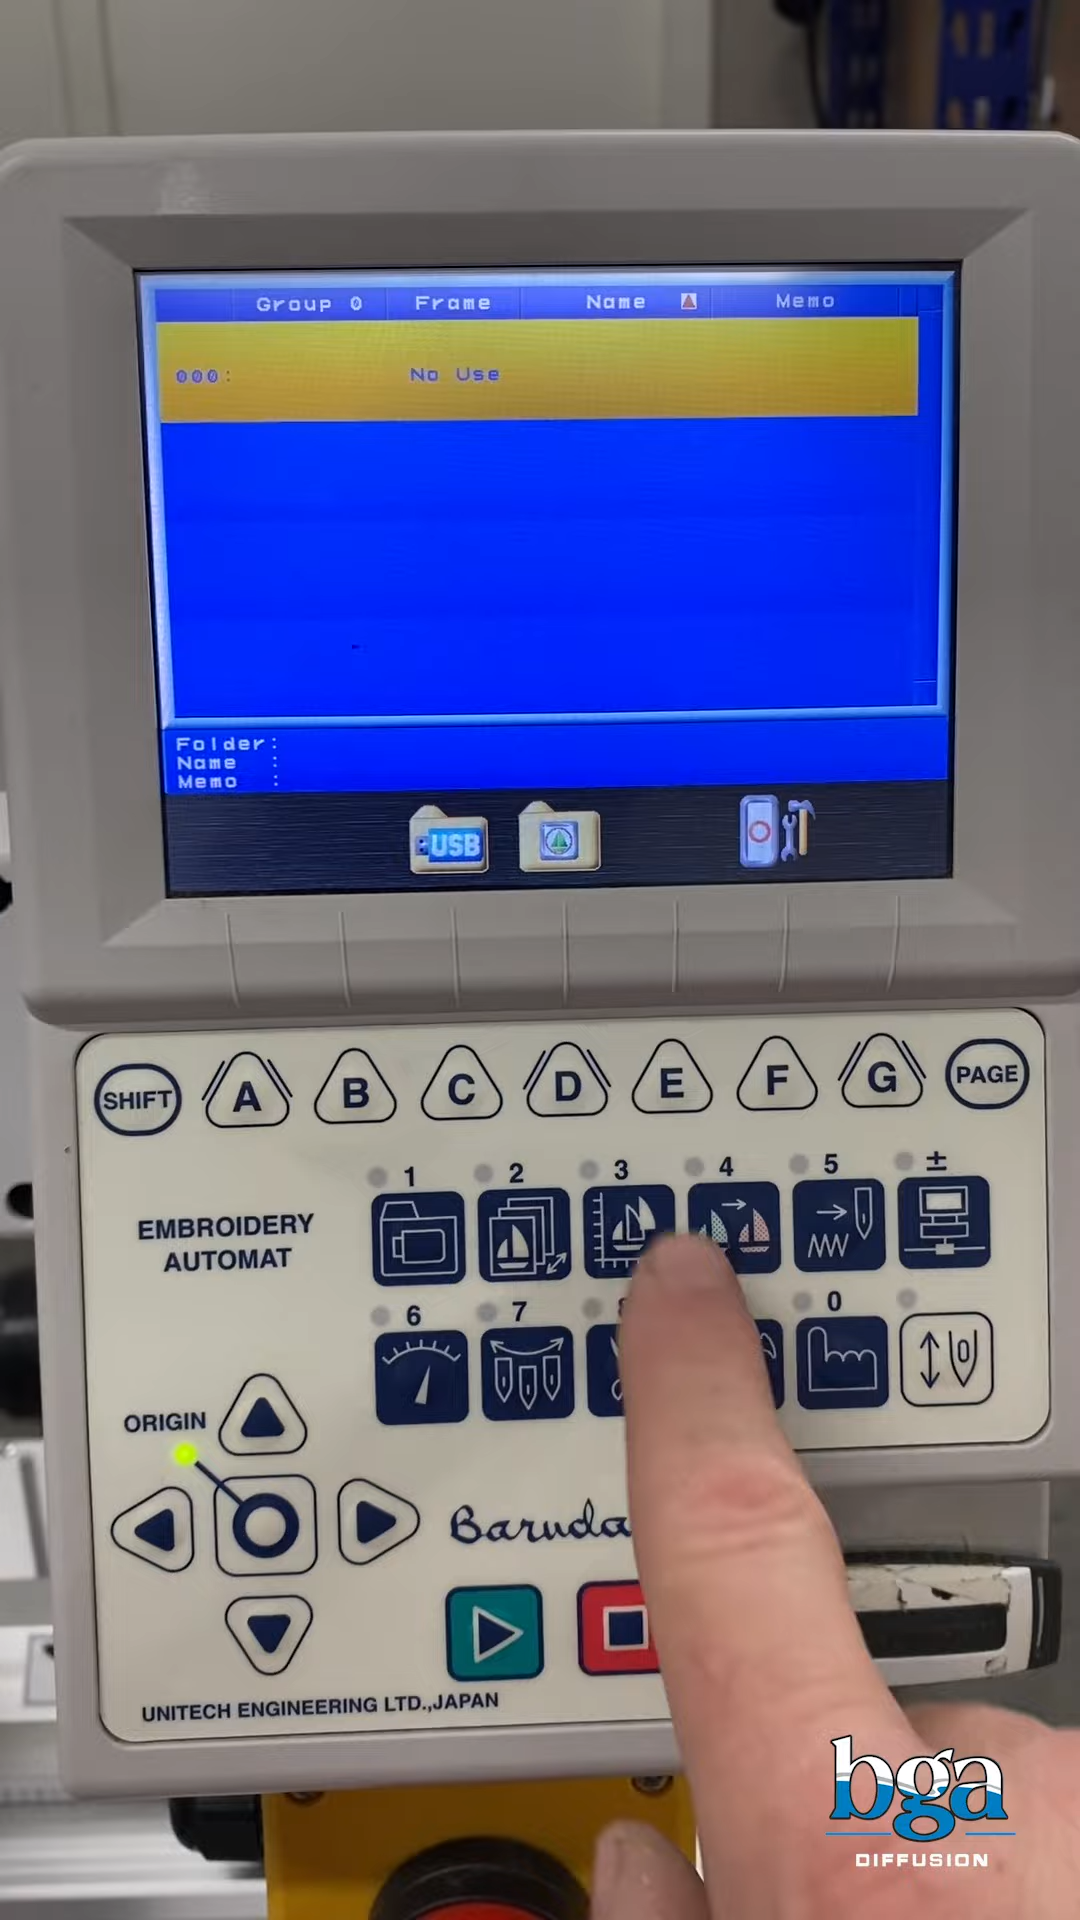 Group 0 Frame Name Memo
000: No Use
Folder:
Name :
Memo :
USB
SHIFT A B C D E F G PAGE
1 2 3 4 5 ±
EMBROIDERY
AUTOMAT
6 7 0
ORIGIN
UNITECH ENGINEERING LTD.,JAPAN
bga
DIFFUSION